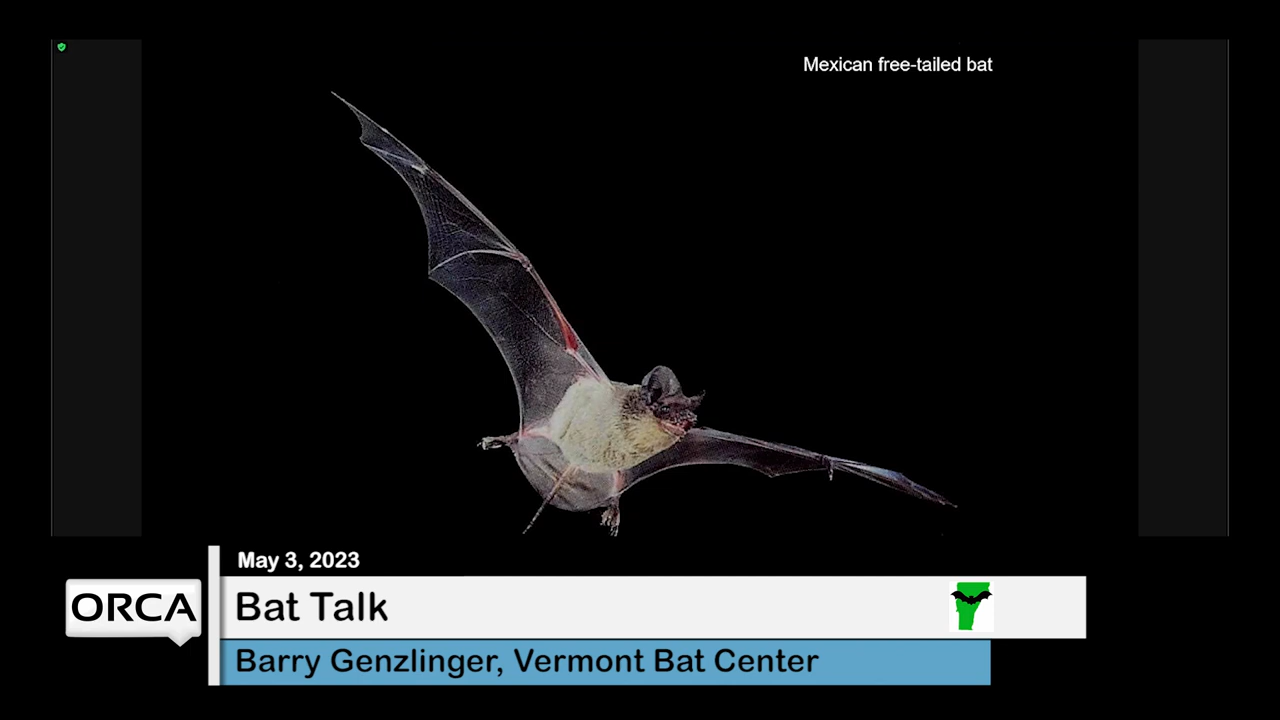 Mexican free-tailed bat
May 3, 2023
ORCA
Bat Talk
Barry Genzlinger, Vermont Bat Center